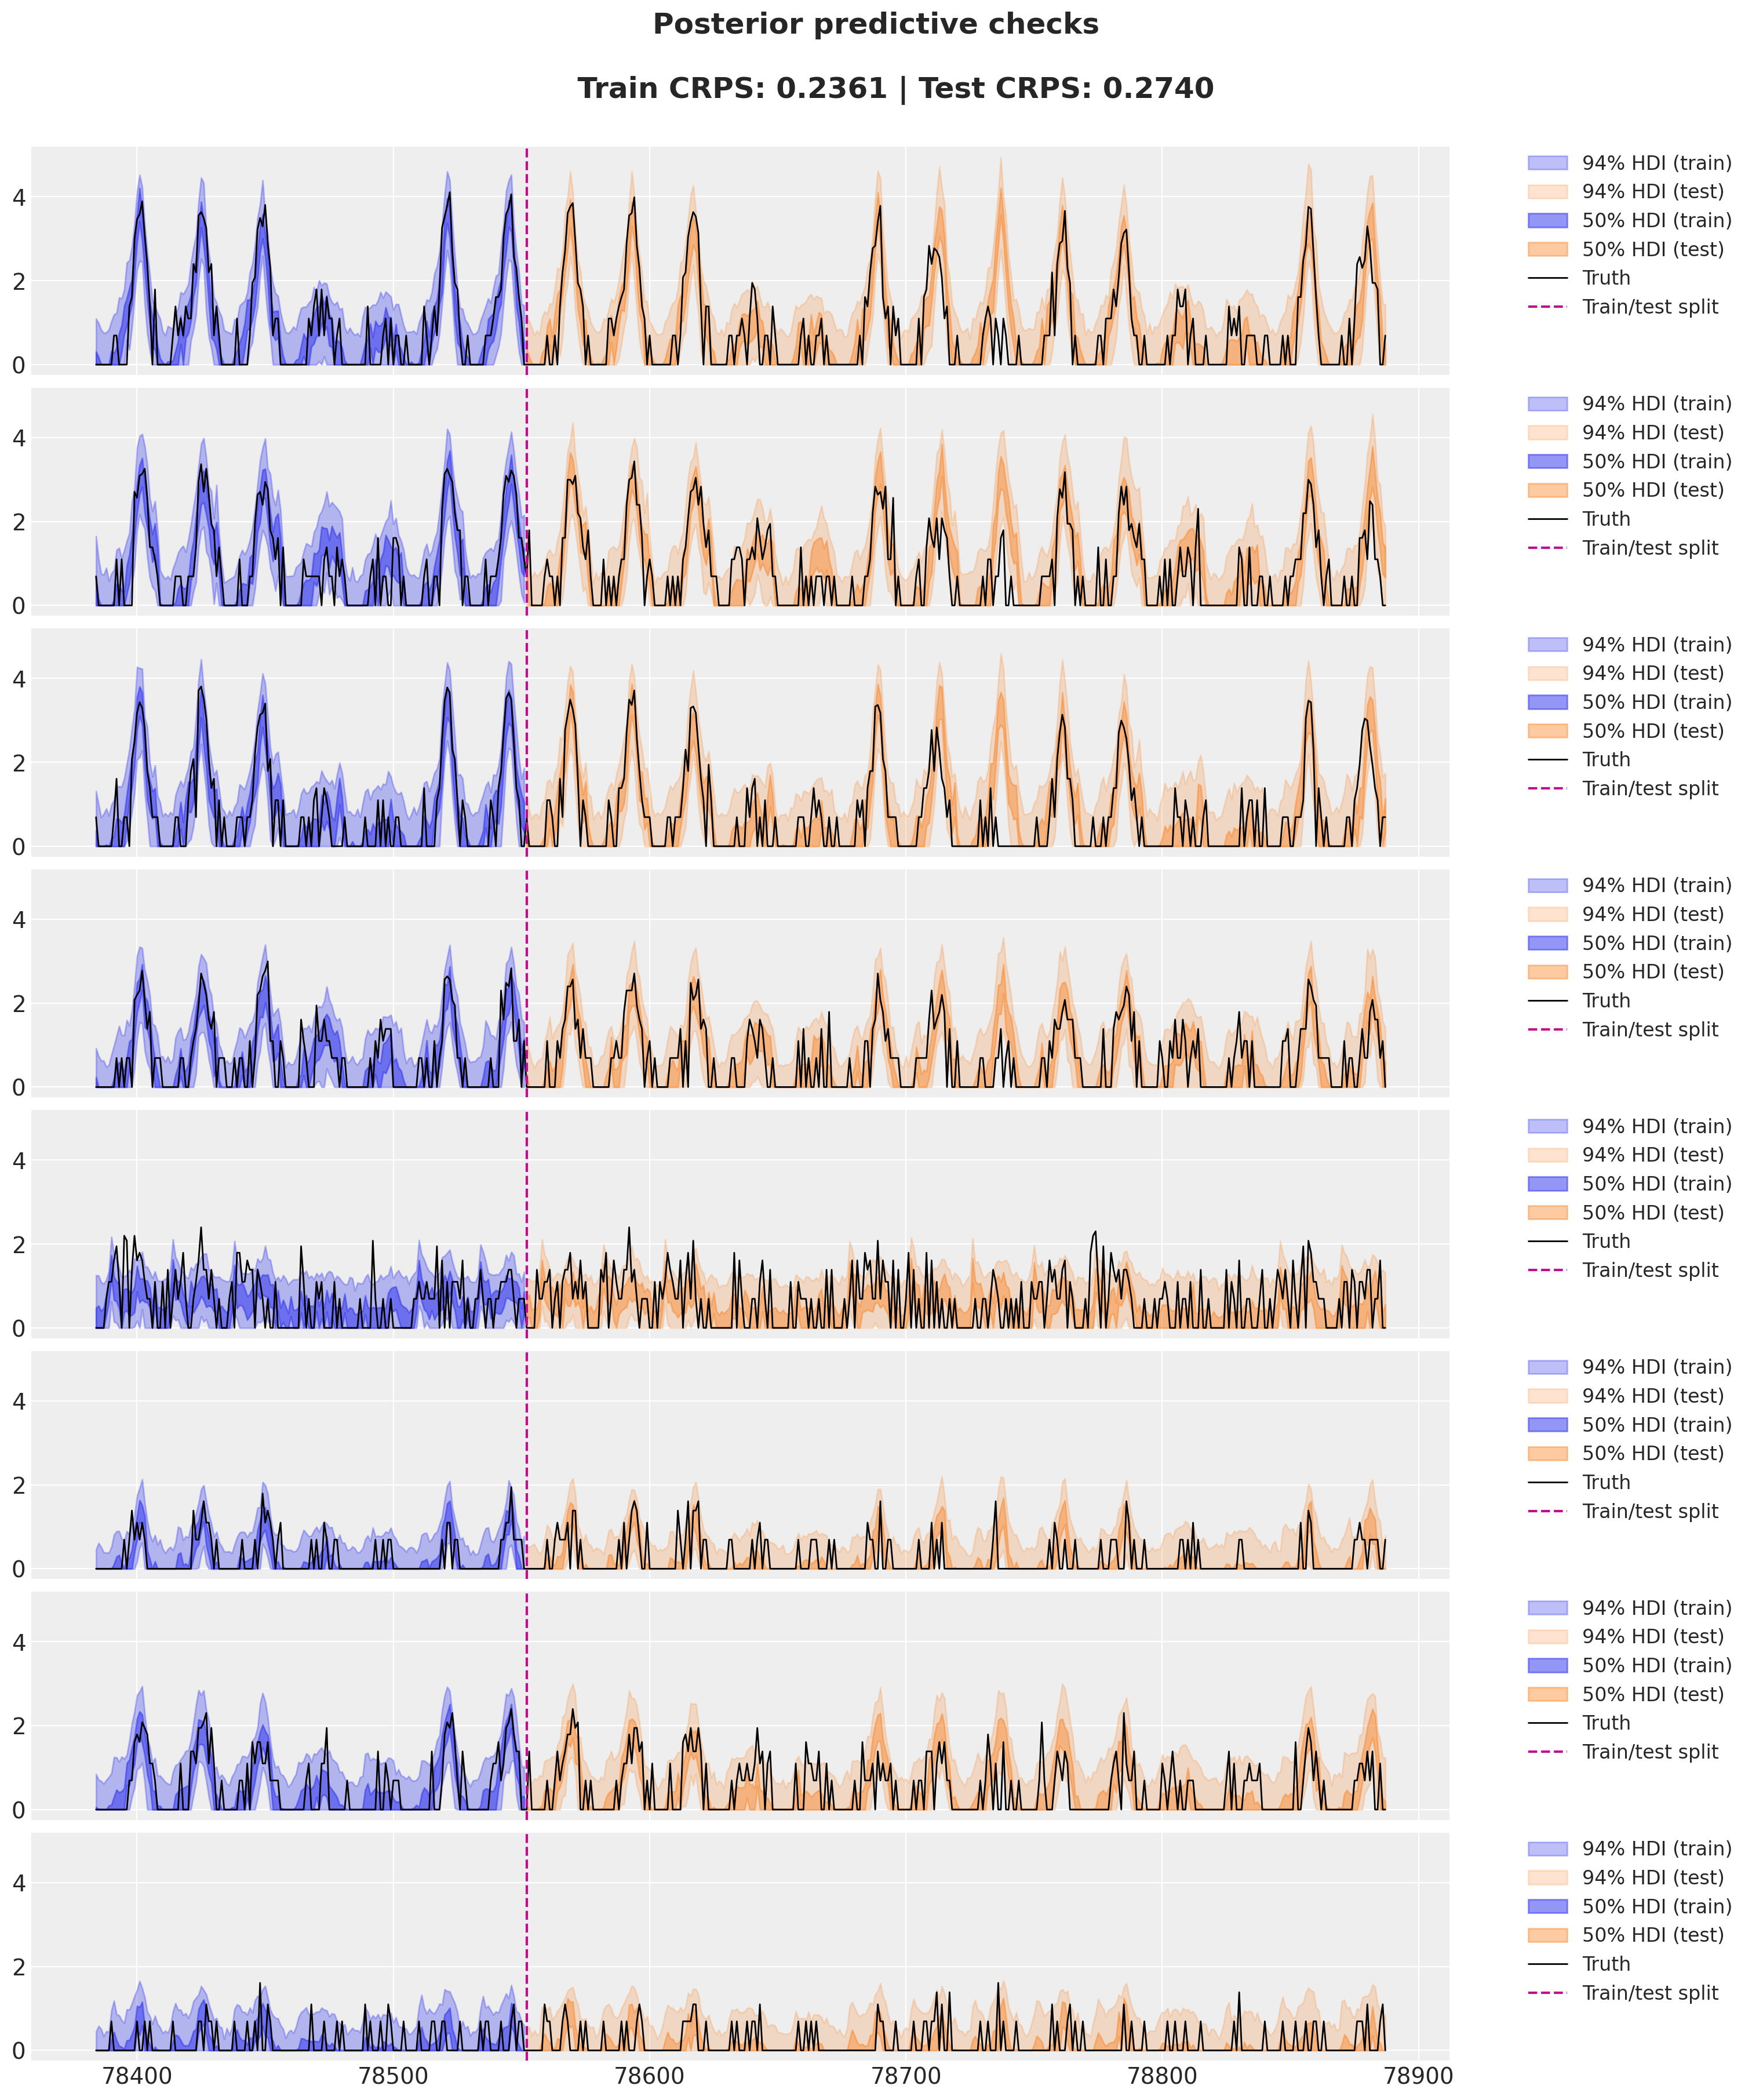 Posterior predictive checks
Train CRPS: 0.2361 | Test CRPS: 0.2740
4
2
0
94% HDI (train)
94% HDI (test)
50% HDI (train)
50% HDI (test)
Truth
Train/test split
4
2
0
94% HDI (train)
94% HDI (test)
50% HDI (train)
50% HDI (test)
Truth
Train/test split
4
2
0
94% HDI (train)
94% HDI (test)
50% HDI (train)
50% HDI (test)
Truth
Train/test split
4
2
0
94% HDI (train)
94% HDI (test)
50% HDI (train)
50% HDI (test)
Truth
Train/test split
4
2
0
94% HDI (train)
94% HDI (test)
50% HDI (train)
50% HDI (test)
Truth
Train/test split
4
2
0
94% HDI (train)
94% HDI (test)
50% HDI (train)
50% HDI (test)
Truth
Train/test split
4
2
0
94% HDI (train)
94% HDI (test)
50% HDI (train)
50% HDI (test)
Truth
Train/test split
4
2
0
94% HDI (train)
94% HDI (test)
50% HDI (train)
50% HDI (test)
Truth
Train/test split
78400 78500 78600 78700 78800 78900